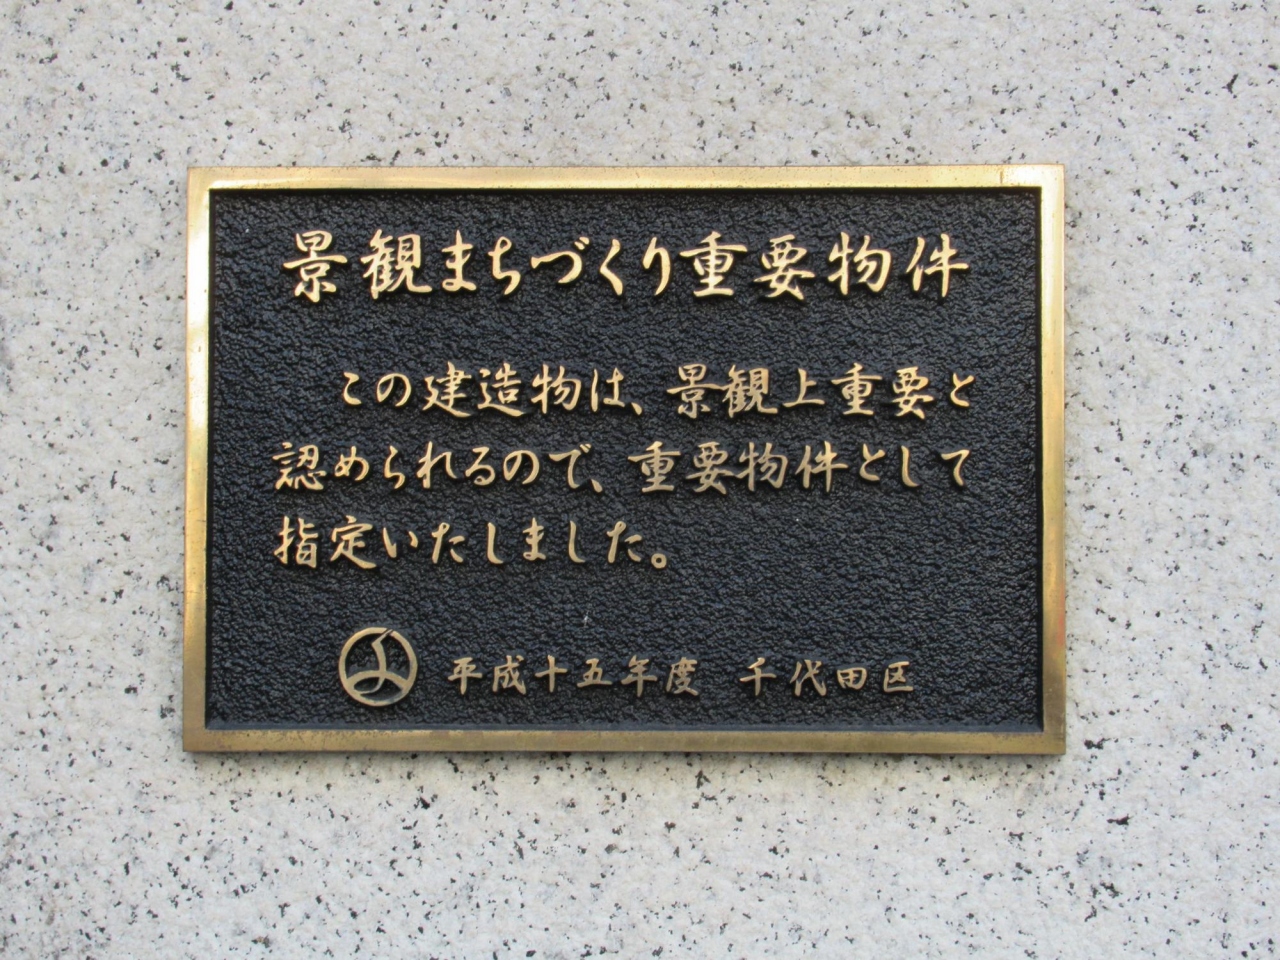 景観まちづくり重要物件
この建造物は、景観上重要と
認められるので、重要物件として
指定いたしました。
平成十五年度 千代田区